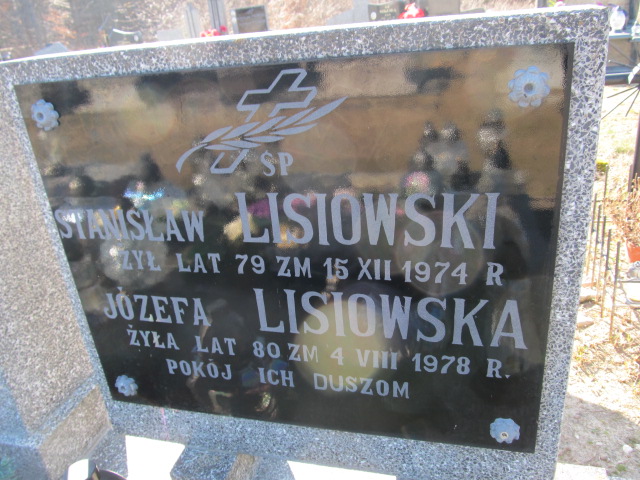 ŚP
STANISŁAW LISIOWSKI
ŻYŁ LAT 79 ZM 15 XII 1974 R
JÓZEFA LISIOWSKA
ŻYŁA LAT 80 ZM 4 VIII 1978 R.
POKÓJ ICH DUSZOM